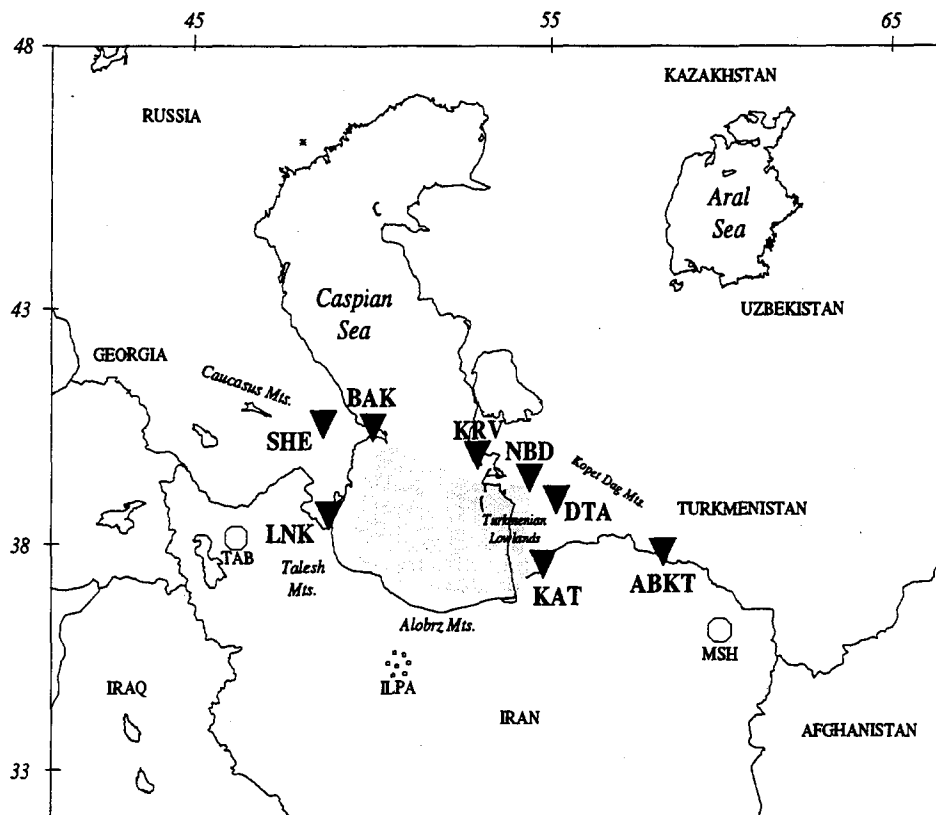 45 55 65
48
KAZAKHSTAN
RUSSIA
Aral
Sea
Caspian
Sea
43
UZBEKISTAN
GEORGIA
Caucasus Mts.
BAK
SHE
KRV
NBD
Kopet Dag Mts.
DTA
TURKMENISTAN
LNK
Turkmenian
Lowlands
38
TAB
Talesh
Mts.
KAT
ABKT
Alobrz Mts.
MSH
ILPA
IRAQ
IRAN
AFGHANISTAN
33